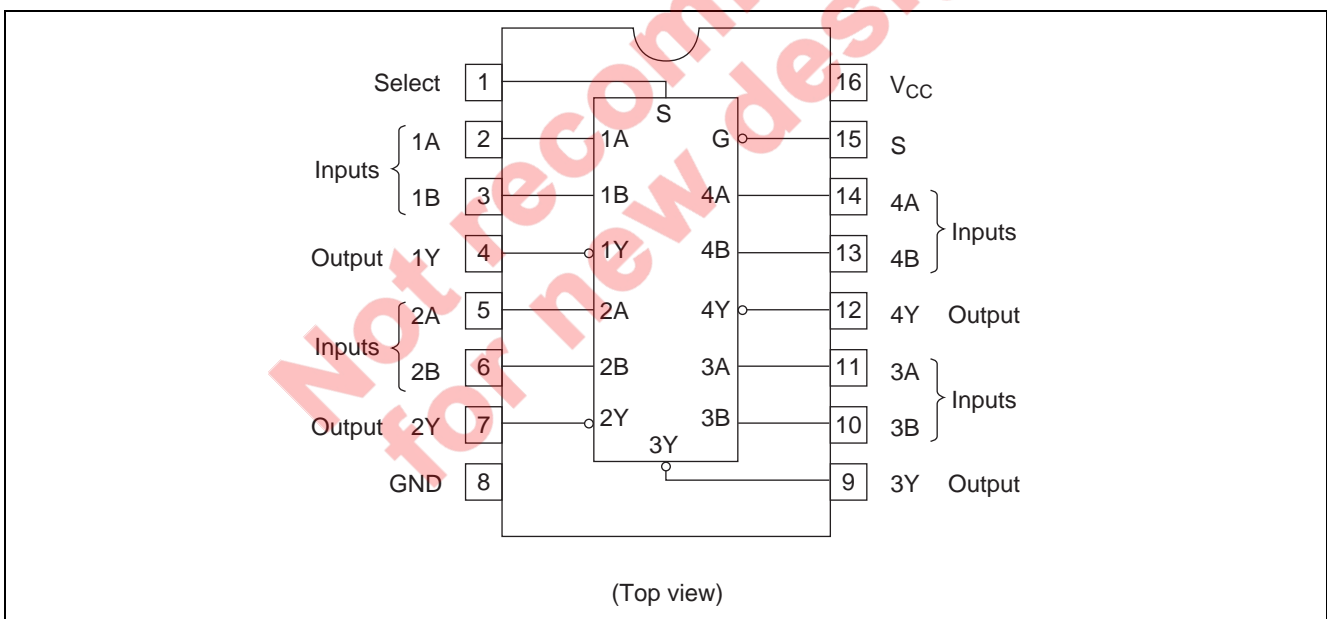 Not recom
for new desi
Select 1
Inputs
1A 2
1B 3
Output 1Y 4
Inputs
2A 5
2B 6
Output 2Y 7
GND 8
S
1A
1B
1Y
2A
2B
2Y
3Y
G
4A
4B
4Y
3A
3B
16 VCC
15 S
14 4A
13 4B
Inputs
12 4Y Output
11 3A
10 3B
Inputs
9 3Y Output
(Top view)